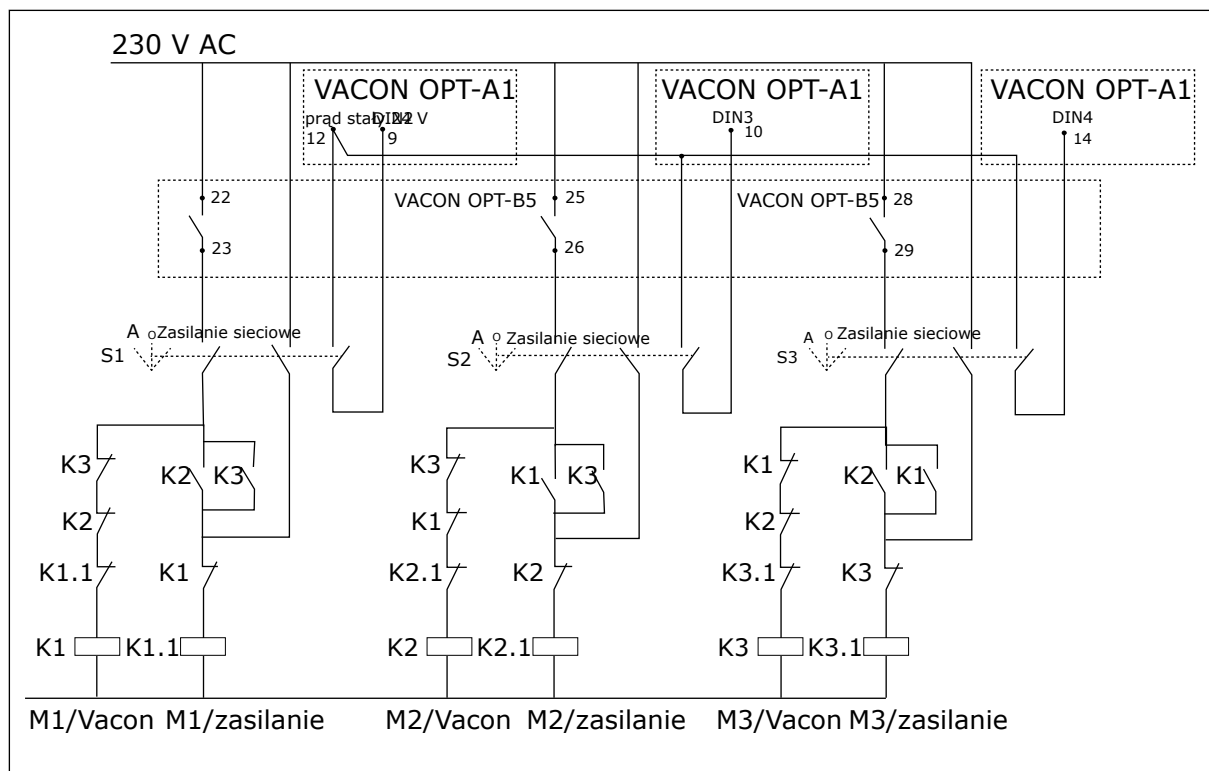 230 V AC
VACON OPT-A1
VACON OPT-A1
VACON OPT-A1
prąd stały 24 V
DIN2
DIN3
DIN4
12
9
10
14
22
VACON OPT-B5
25
VACON OPT-B5
28
23
26
29
A
O
Zasilanie sieciowe
A
O
Zasilanie sieciowe
A
O
Zasilanie sieciowe
S1
S2
S3
K3
K2
K3
K3
K1
K3
K1
K2
K1
K2
K1
K2
K1.1
K1
K2.1
K2
K3.1
K3
K1
K1.1
K2
K2.1
K3
K3.1
M1/Vacon
M1/zasilanie
M2/Vacon
M2/zasilanie
M3/Vacon
M3/zasilanie